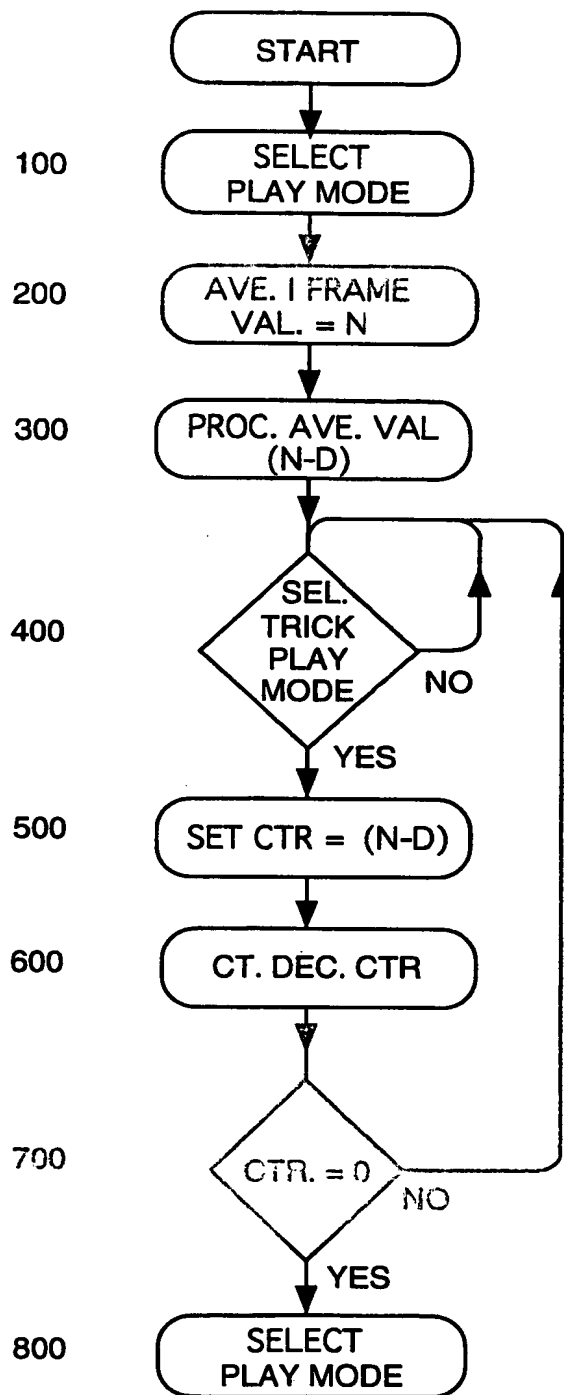 START
100
SELECT
PLAY MODE
200
AVE. I FRAME
VAL. = N
300
PROC. AVE. VAL
(N-D)
400
SEL.
TRICK
PLAY
MODE
NO
YES
500
SET CTR = (N-D)
600
CT. DEC. CTR
700
CTR. = 0
NO
YES
800
SELECT
PLAY MODE